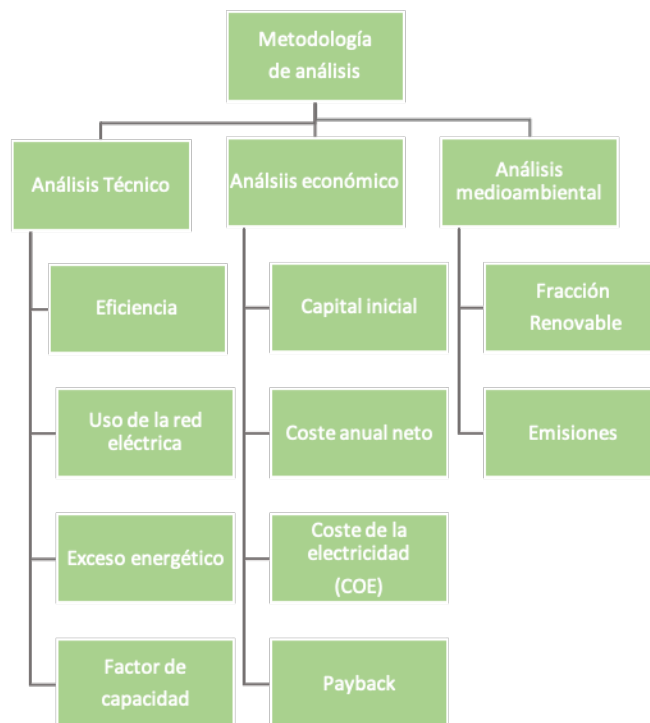 Metodología
de análisis
Análisis Técnico
Análsiis económico
Análisis
medioambiental
Eficiencia
Capital inicial
Fracción
Renovable
Uso de la red
eléctrica
Coste anual neto
Emisiones
Exceso energético
Coste de la
electricidad
(COE)
Factor de
capacidad
Payback